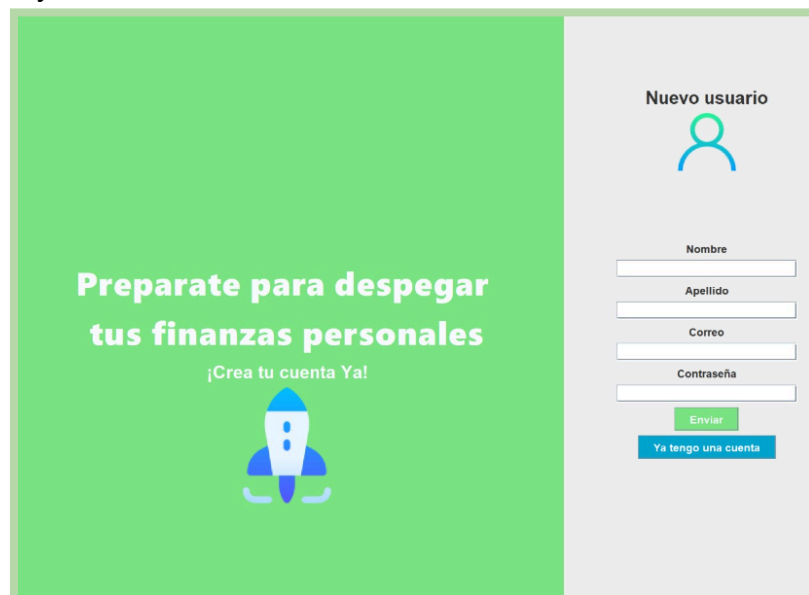 Preparate para despegar
tus finanzas personales
¡Crea tu cuenta Ya!
Nuevo usuario
Nombre
Apellido
Correo
Contraseña
Enviar
Ya tengo una cuenta